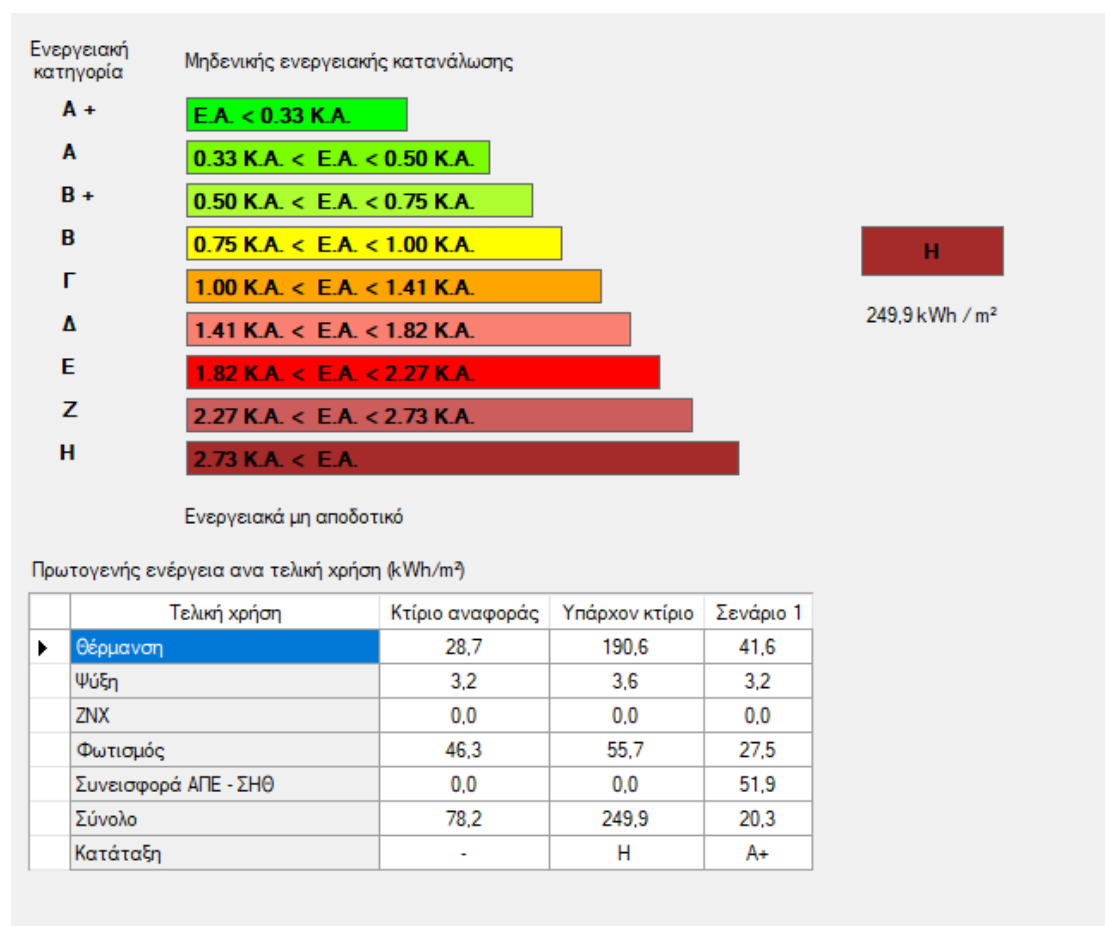 Ενεργειακή
κατηγορία
Μηδενικής ενεργειακής κατανάλωσης
Α +
Ε.Α. < 0.33 Κ.Α.
Α
0.33 Κ.Α. < Ε.Α. < 0.50 Κ.Α.
Β +
0.50 Κ.Α. < Ε.Α. < 0.75 Κ.Α.
Β
0.75 Κ.Α. < Ε.Α. < 1.00 Κ.Α.
Γ
1.00 Κ.Α. < Ε.Α. < 1.41 Κ.Α.
Δ
1.41 Κ.Α. < Ε.Α. < 1.82 Κ.Α.
Ε
1.82 Κ.Α. < Ε.Α. < 2.27 Κ.Α.
Ζ
2.27 Κ.Α. < Ε.Α. < 2.73 Κ.Α.
Η
2.73 Κ.Α. < Ε.Α.
Η
249,9 kWh / m²
Ενεργειακά μη αποδοτικό
Πρωτογενής ενέργεια ανα τελική χρήση (kWh/m²)
Τελική χρήση Κτίριο αναφοράς Υπάρχον κτίριο Σενάριο 1
Θέρμανση 28,7 190,6 41,6
Ψύξη 3,2 3,6 3,2
ΖΝΧ 0,0 0,0 0,0
Φωτισμός 46,3 55,7 27,5
Συνεισφορά ΑΠΕ - ΣΗΘ 0,0 0,0 51,9
Σύνολο 78,2 249,9 20,3
Κατάταξη - Η Α+